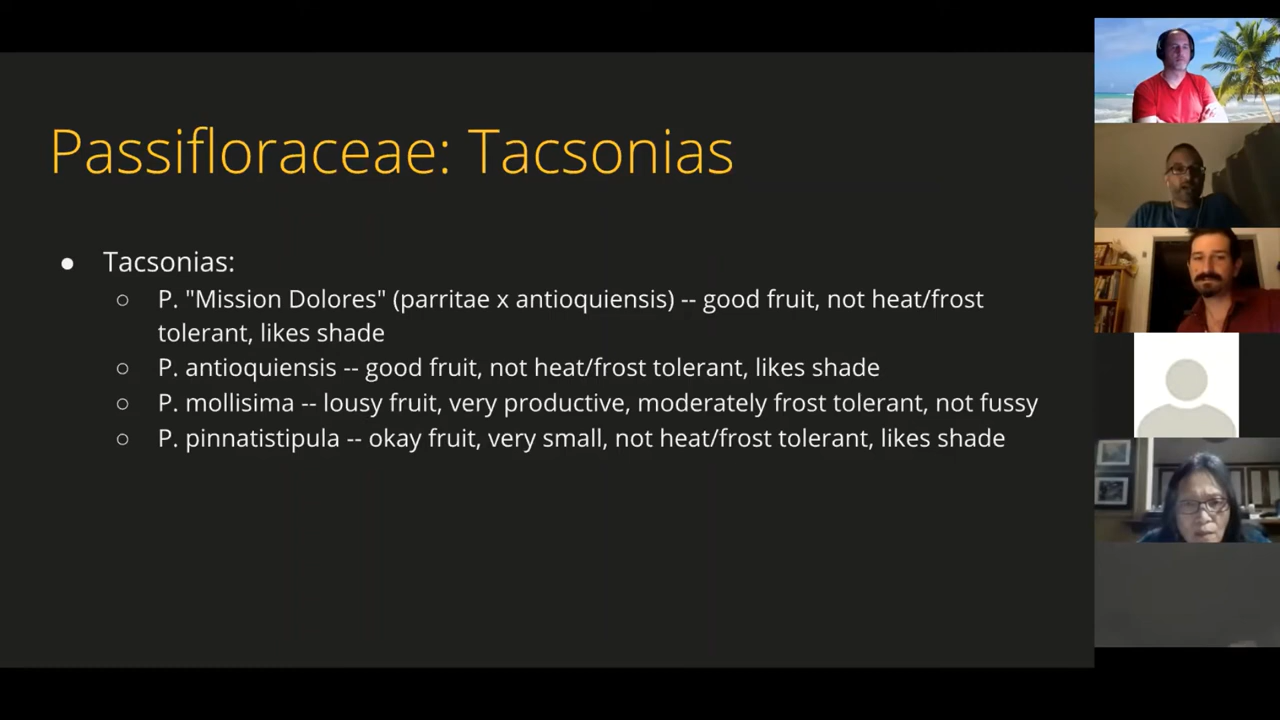 Passifloraceae: Tacsonias
● Tacsonias:
○ P. "Mission Dolores" (parritae x antioquiensis) -- good fruit, not heat/frost
tolerant, likes shade
○ P. antioquiensis -- good fruit, not heat/frost tolerant, likes shade
○ P. mollisima -- lousy fruit, very productive, moderately frost tolerant, not fussy
○ P. pinnatistipula -- okay fruit, very small, not heat/frost tolerant, likes shade